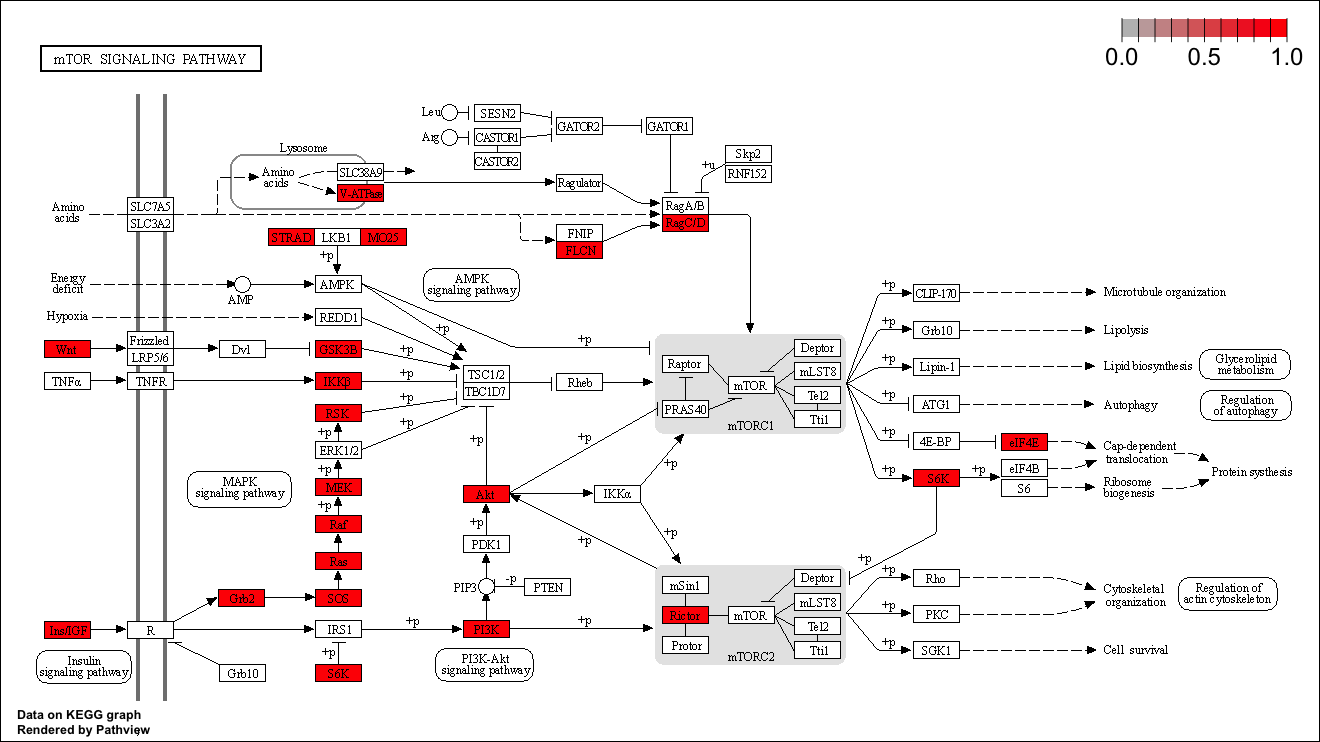 mTOR SIGNALING PATHWAY
0.0 0.5 1.0
Leu
SESN2
GATOR2
GATOR1
Arg
CASTOR1
CASTOR2
Lysosome
Amino
acids
SLC38A9
V-ATPase
Ragulator
+u
Skp2
RNF152
Amino
acids
SLC7A5
SLC3A2
RagA/B
RagC/D
FNIP
FLCN
STRAD
LKB1
MO25
+p
Energy
deficit
AMP
AMPK
AMPK
signaling pathway
Hypoxia
REDD1
+p
+p
Wnt
Frizzled
LRP5/6
Dvl
GSK3B
+p
TNFα
TNFR
IKKβ
+p
TSC1/2
TBC1D7
Rheb
RSK
+p
+p
ERK1/2
+p
+p
+p
MAPK
signaling pathway
MEK
+p
Raf
Ras
Grb2
SOS
Ins/IGF
R
IRS1
+p
+p
S6K
Grb10
Insulin
signaling pathway
Akt
+p
PDK1
PIP3
-p
PTEN
PI3K
PI3K-Akt
signaling pathway
+p
IKKα
+p
+p
+p
Raptor
PRAS40
mTOR
Deptor
mLST8
Tel2
Tti1
mTORC1
mSin1
Rictor
Protor
mTOR
Deptor
mLST8
Tel2
Tti1
mTORC2
+p
CLIP-170
Microtubule organization
+p
Grb10
Lipolysis
+p
Lipin-1
Lipid biosynthesis
Glycerolipid
metabolism
+p
ATG1
Autophagy
Regulation
of autophagy
+p
4E-BP
eIF4E
Cap-dependent
translocation
+p
S6K
+p
eIF4B
S6
Ribosome
biogenesis
Protein systhesis
+p
+p
Rho
Cytoskeletal
organization
Regulation of
actin cytoskeleton
+p
PKC
+p
SGK1
Cell survival
Data on KEGG graph
Rendered by Pathview